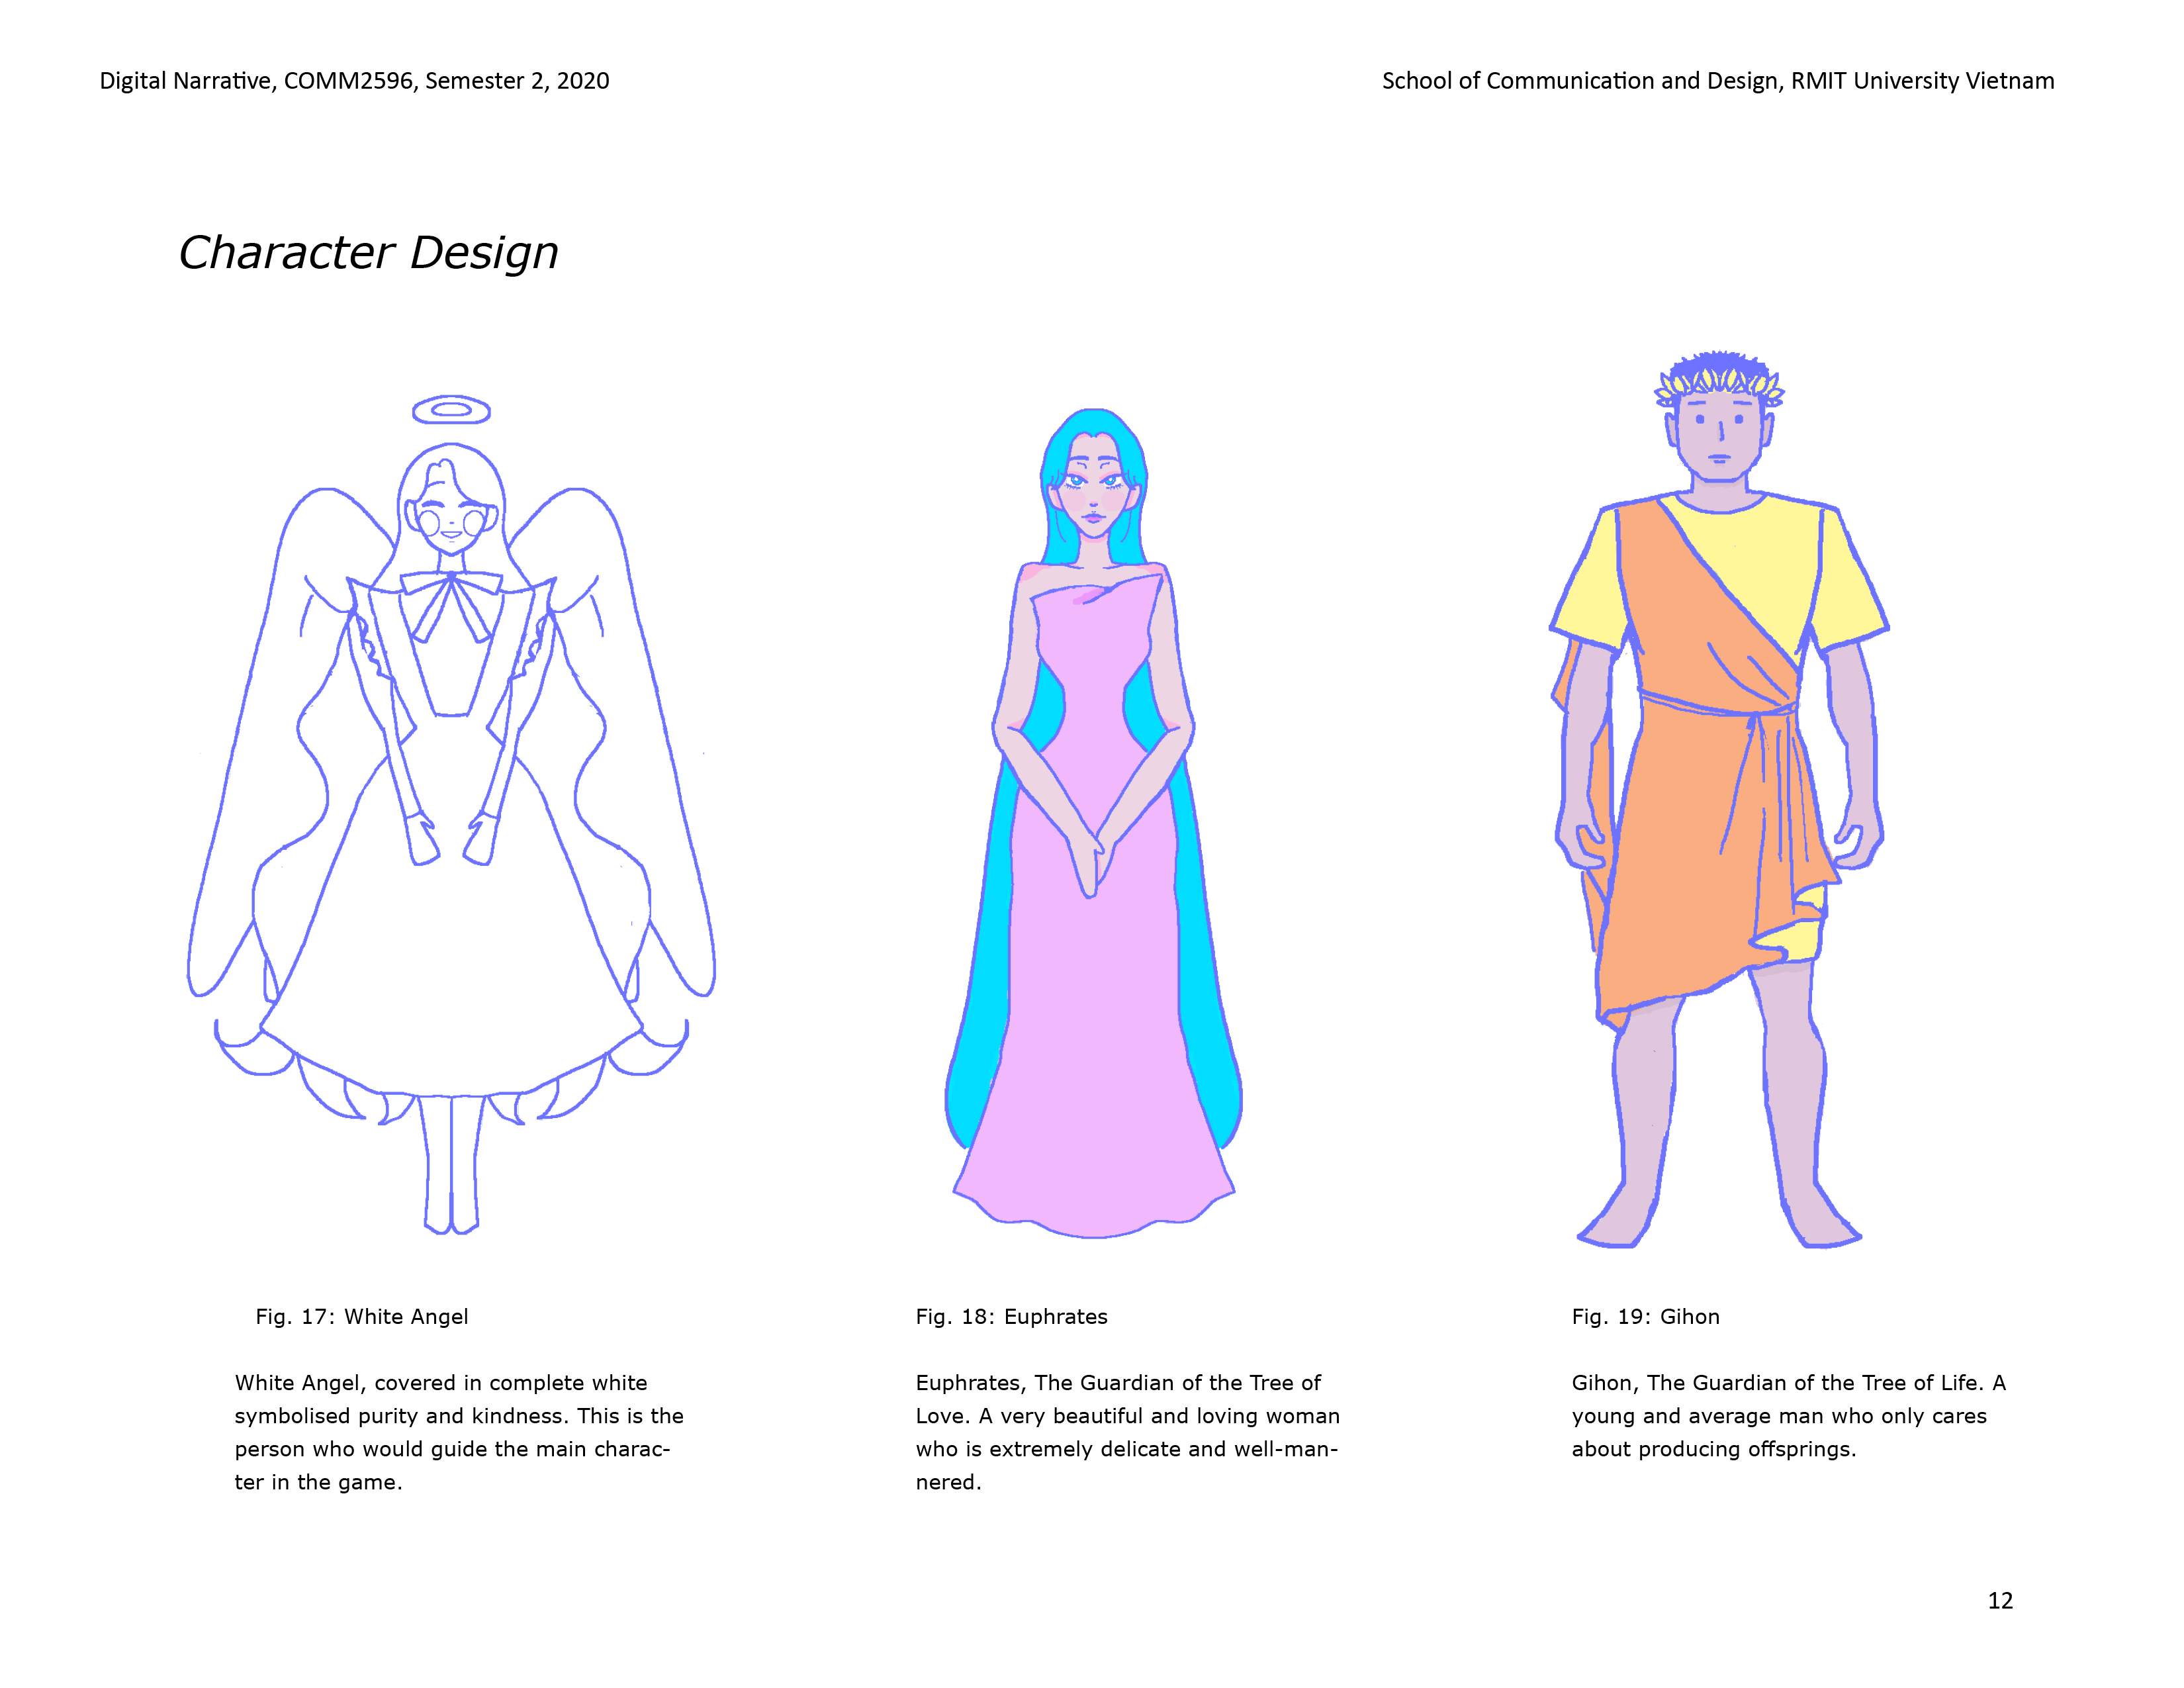 Digital Narrative, COMM2596, Semester 2, 2020
School of Communication and Design, RMIT University Vietnam
Character Design
Fig. 17: White Angel
White Angel, covered in complete white
symbolised purity and kindness. This is the
person who would guide the main charac-
ter in the game.
Fig. 18: Euphrates
Euphrates, The Guardian of the Tree of
Love. A very beautiful and loving woman
who is extremely delicate and well-man-
nered.
Fig. 19: Gihon
Gihon, The Guardian of the Tree of Life. A
young and average man who only cares
about producing offsprings.
12